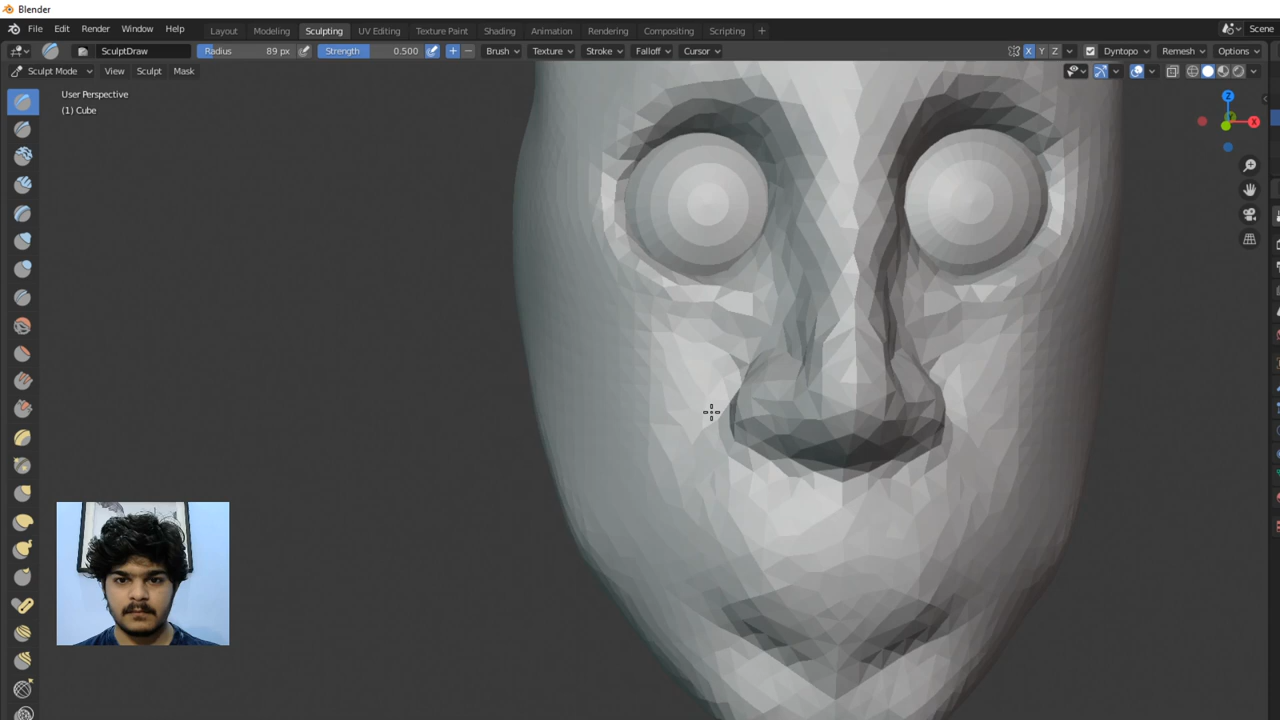 Blender
File Edit Render Window Help Layout Modeling Sculpting UV Editing Texture Paint Shading Animation Rendering Compositing Scripting + Scene
SculptDraw Radius 89 px Strength 0.500 + − Brush Texture Stroke Falloff Cursor X Y Z Dyntopo Remesh Options
Sculpt Mode View Sculpt Mask
User Perspective
(1) Cube
Z
X